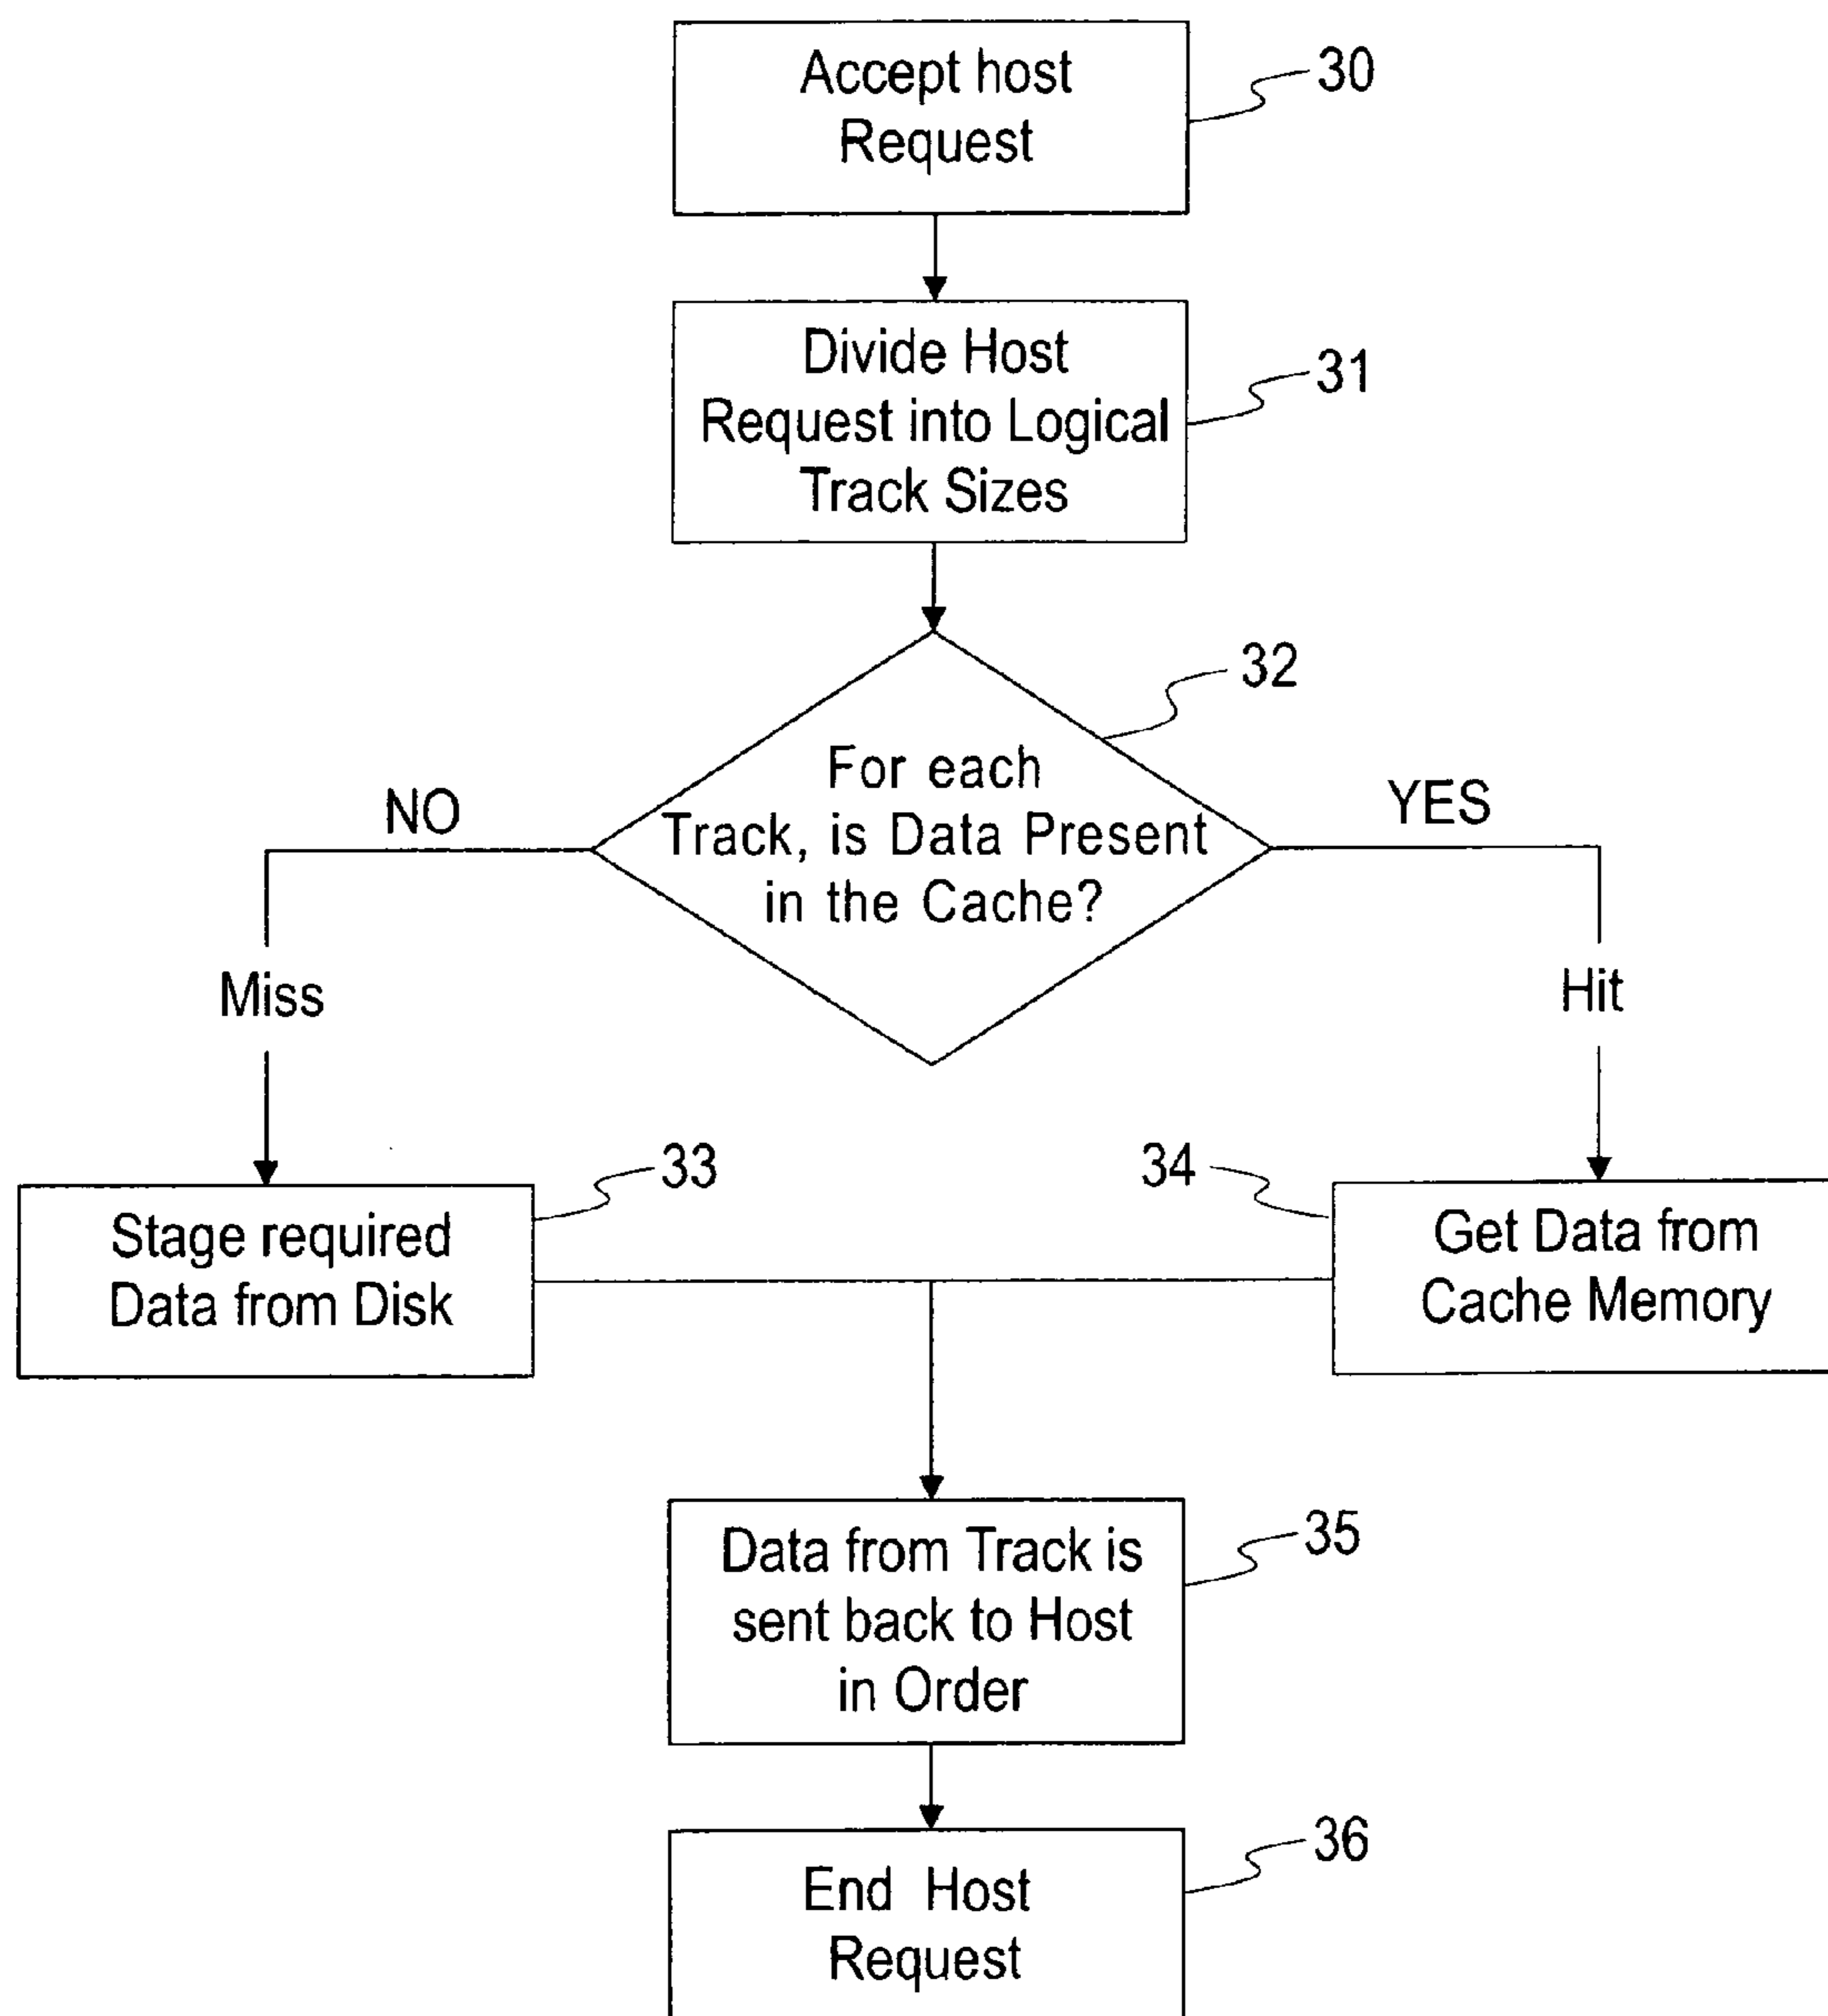 Accept host
Request
30
Divide Host
Request into Logical
Track Sizes
31
32
For each
Track, is Data Present
in the Cache?
NO
YES
Miss
Hit
33
34
Stage required
Data from Disk
Get Data from
Cache Memory
Data from Track is
sent back to Host
in Order
35
End Host
Request
36